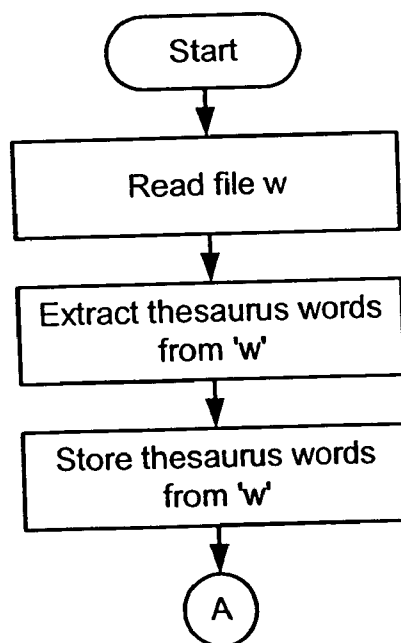 Start
Read file w
Extract thesaurus words
from 'w'
Store thesaurus words
from 'w'
A